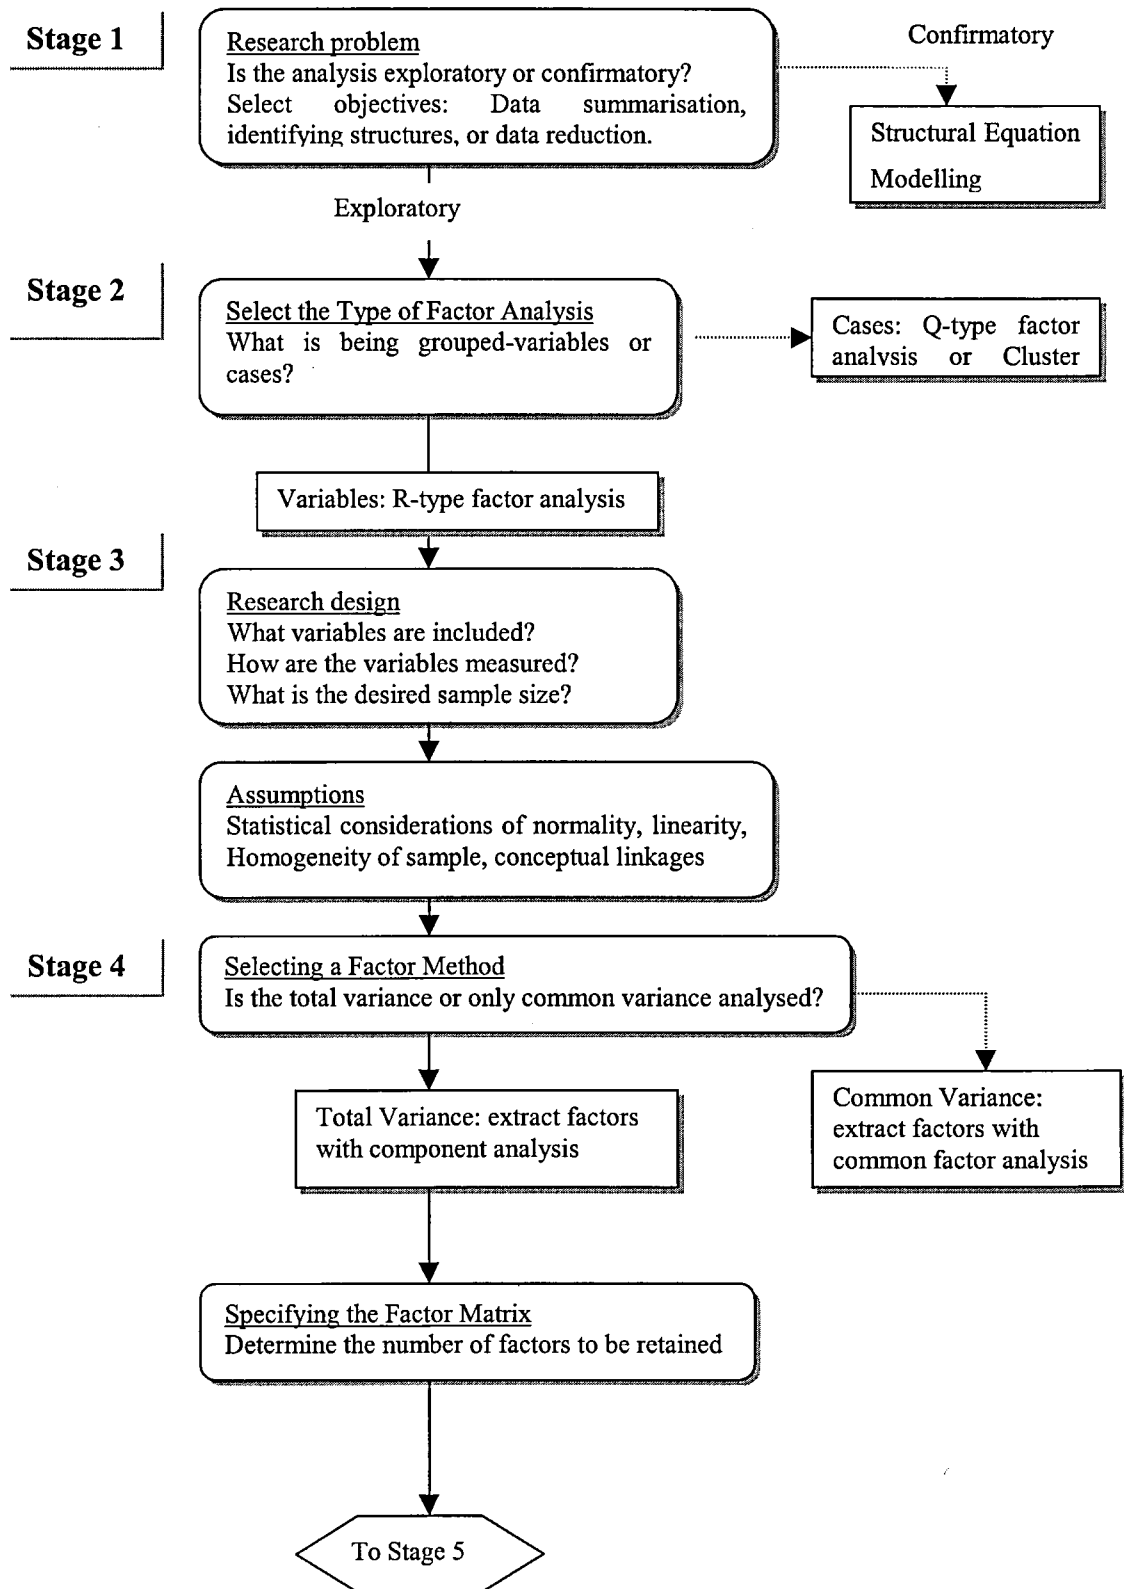 Stage 1
Research problem
Is the analysis exploratory or confirmatory?
Select objectives: Data summarisation,
identifying structures, or data reduction.
Confirmatory
Structural Equation
Modelling
Exploratory
Stage 2
Select the Type of Factor Analysis
What is being grouped-variables or
cases?
Cases: Q-type factor
analysis or Cluster
Variables: R-type factor analysis
Stage 3
Research design
What variables are included?
How are the variables measured?
What is the desired sample size?
Assumptions
Statistical considerations of normality, linearity,
Homogeneity of sample, conceptual linkages
Stage 4
Selecting a Factor Method
Is the total variance or only common variance analysed?
Total Variance: extract factors
with component analysis
Common Variance:
extract factors with
common factor analysis
Specifying the Factor Matrix
Determine the number of factors to be retained
To Stage 5